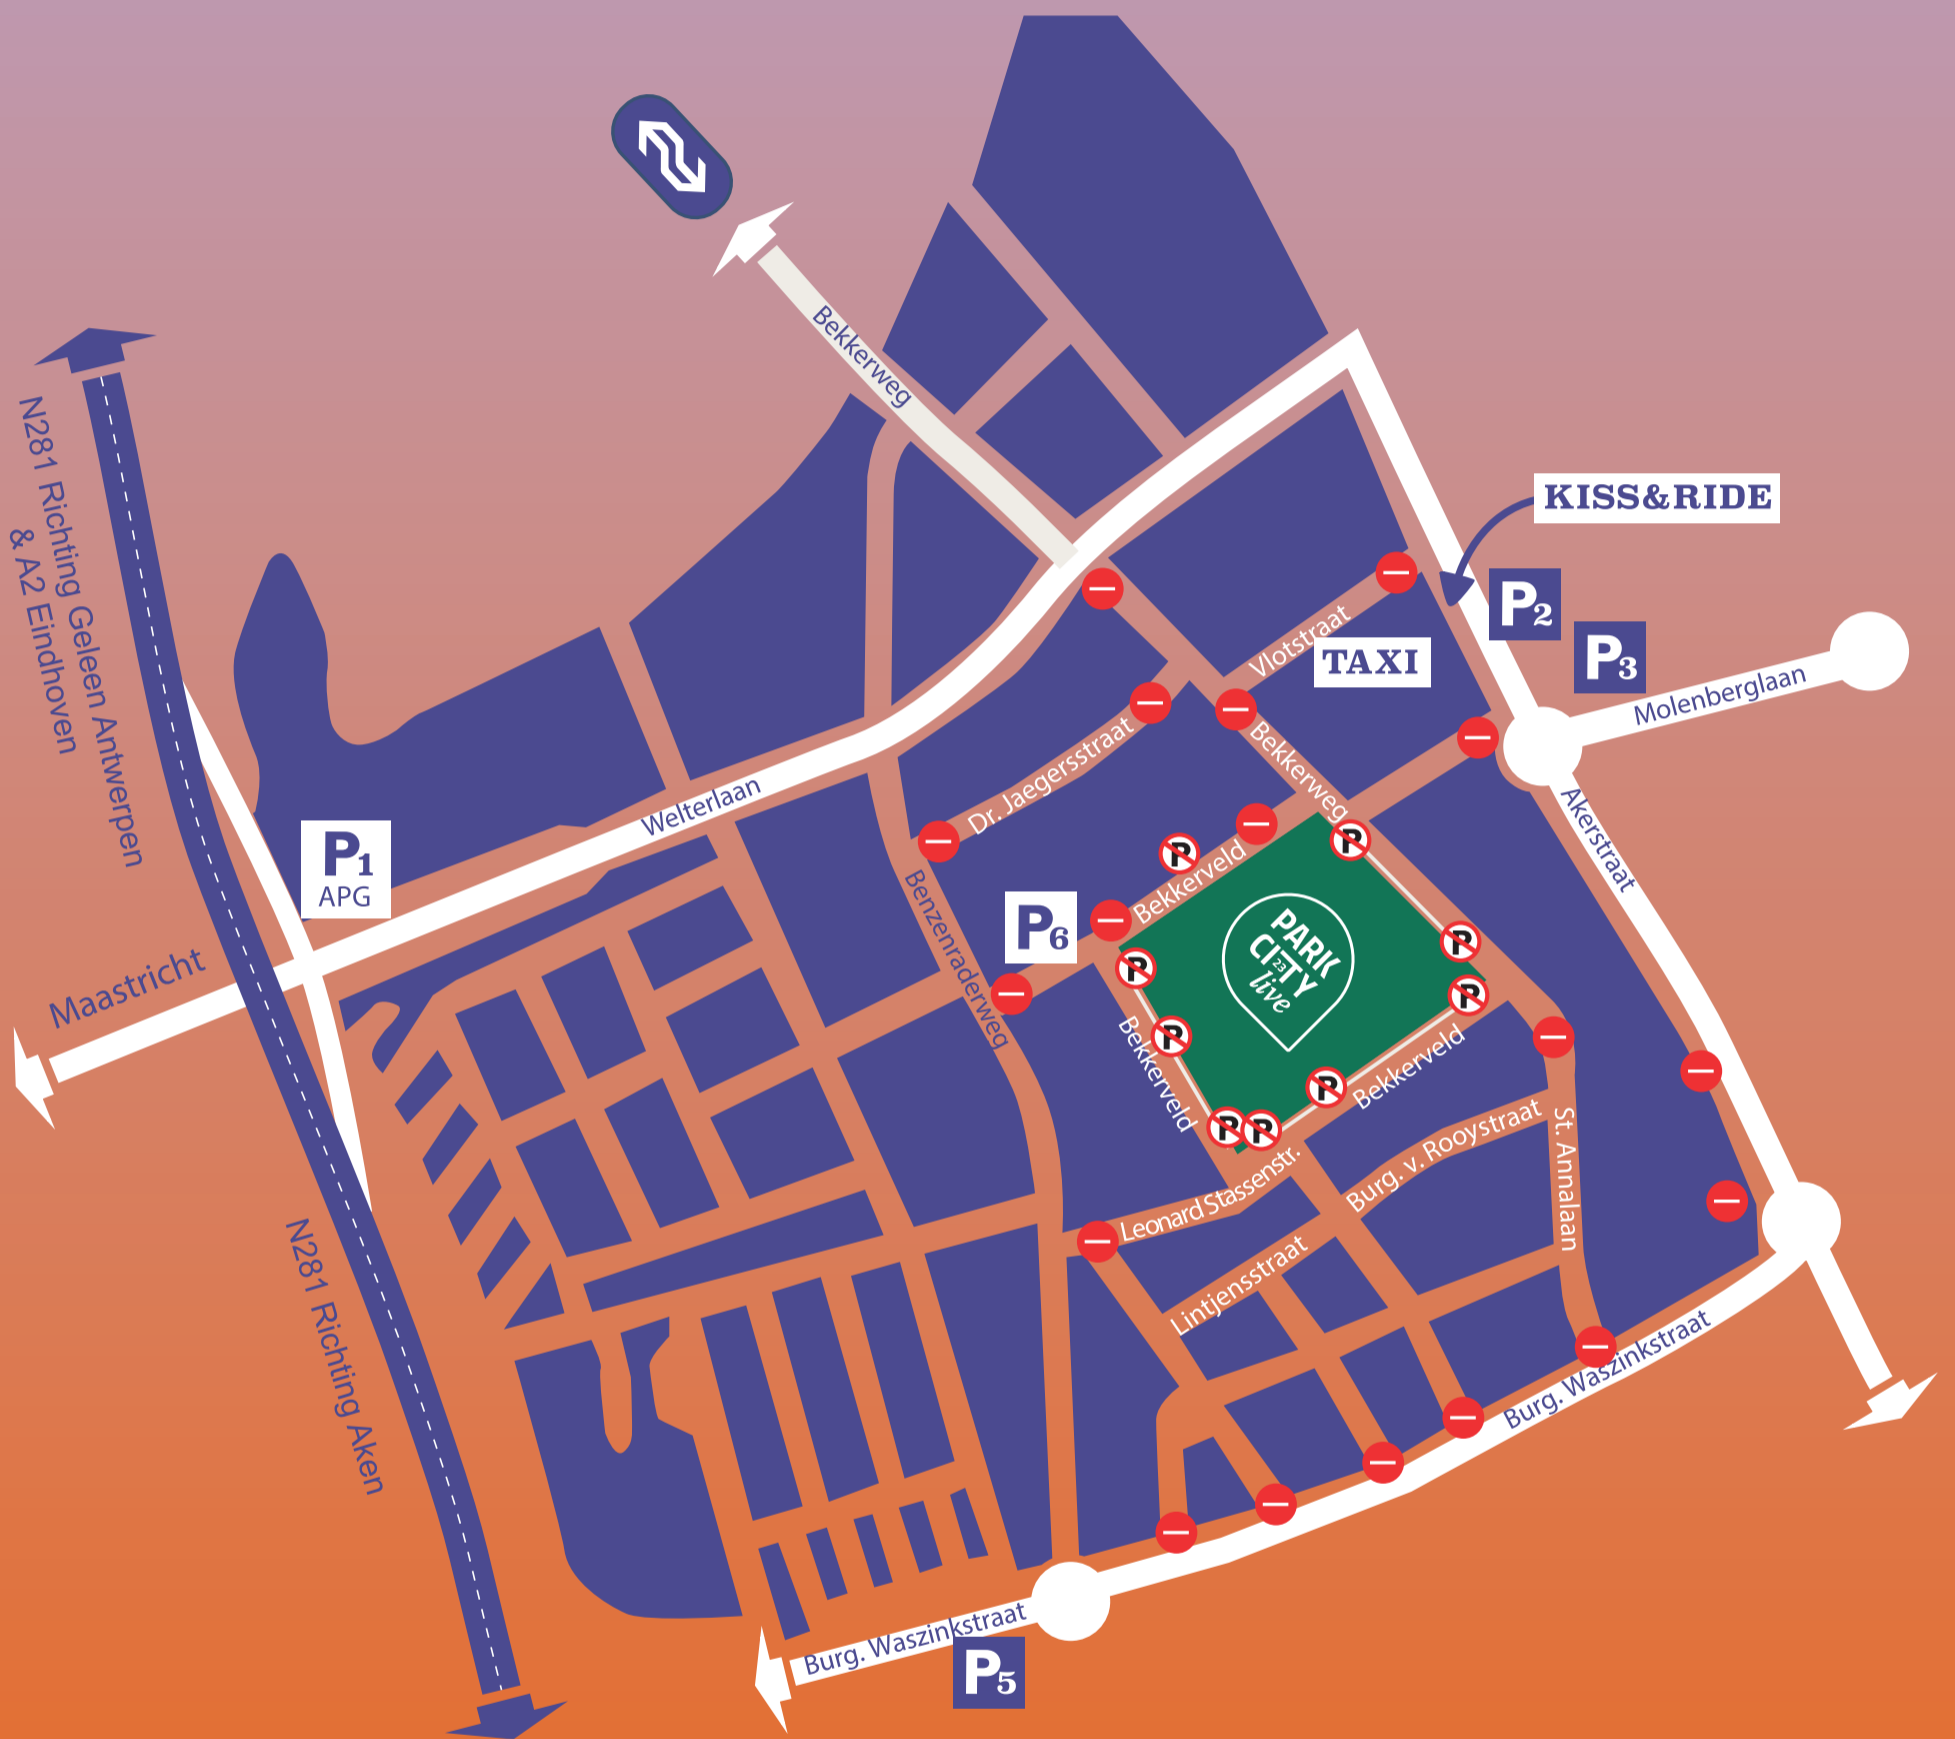 Bekkerweg
KISS&RIDE
P2
P3
Molenberglaan
Vlotstraat
TAXI
N281 Richting Geleen Antwerpen
& A2 Eindhoven
Bekkerweg
Dr. Jaegersstraat
Welterlaan
Akerstraat
P1
APG
Bekkerveld
Benzenraderweg
P6
PARK
CITY
23
live
Maastricht
Bekkerveld
Bekkerveld
P
P
P
P
P
P
P
P
P
St. Annalaan
Burg. v. Rooystraat
Leonard Stassenstr.
Lintjensstraat
N281 Richting Aken
Burg. Waszinkstraat
Burg. Waszinkstraat
P5